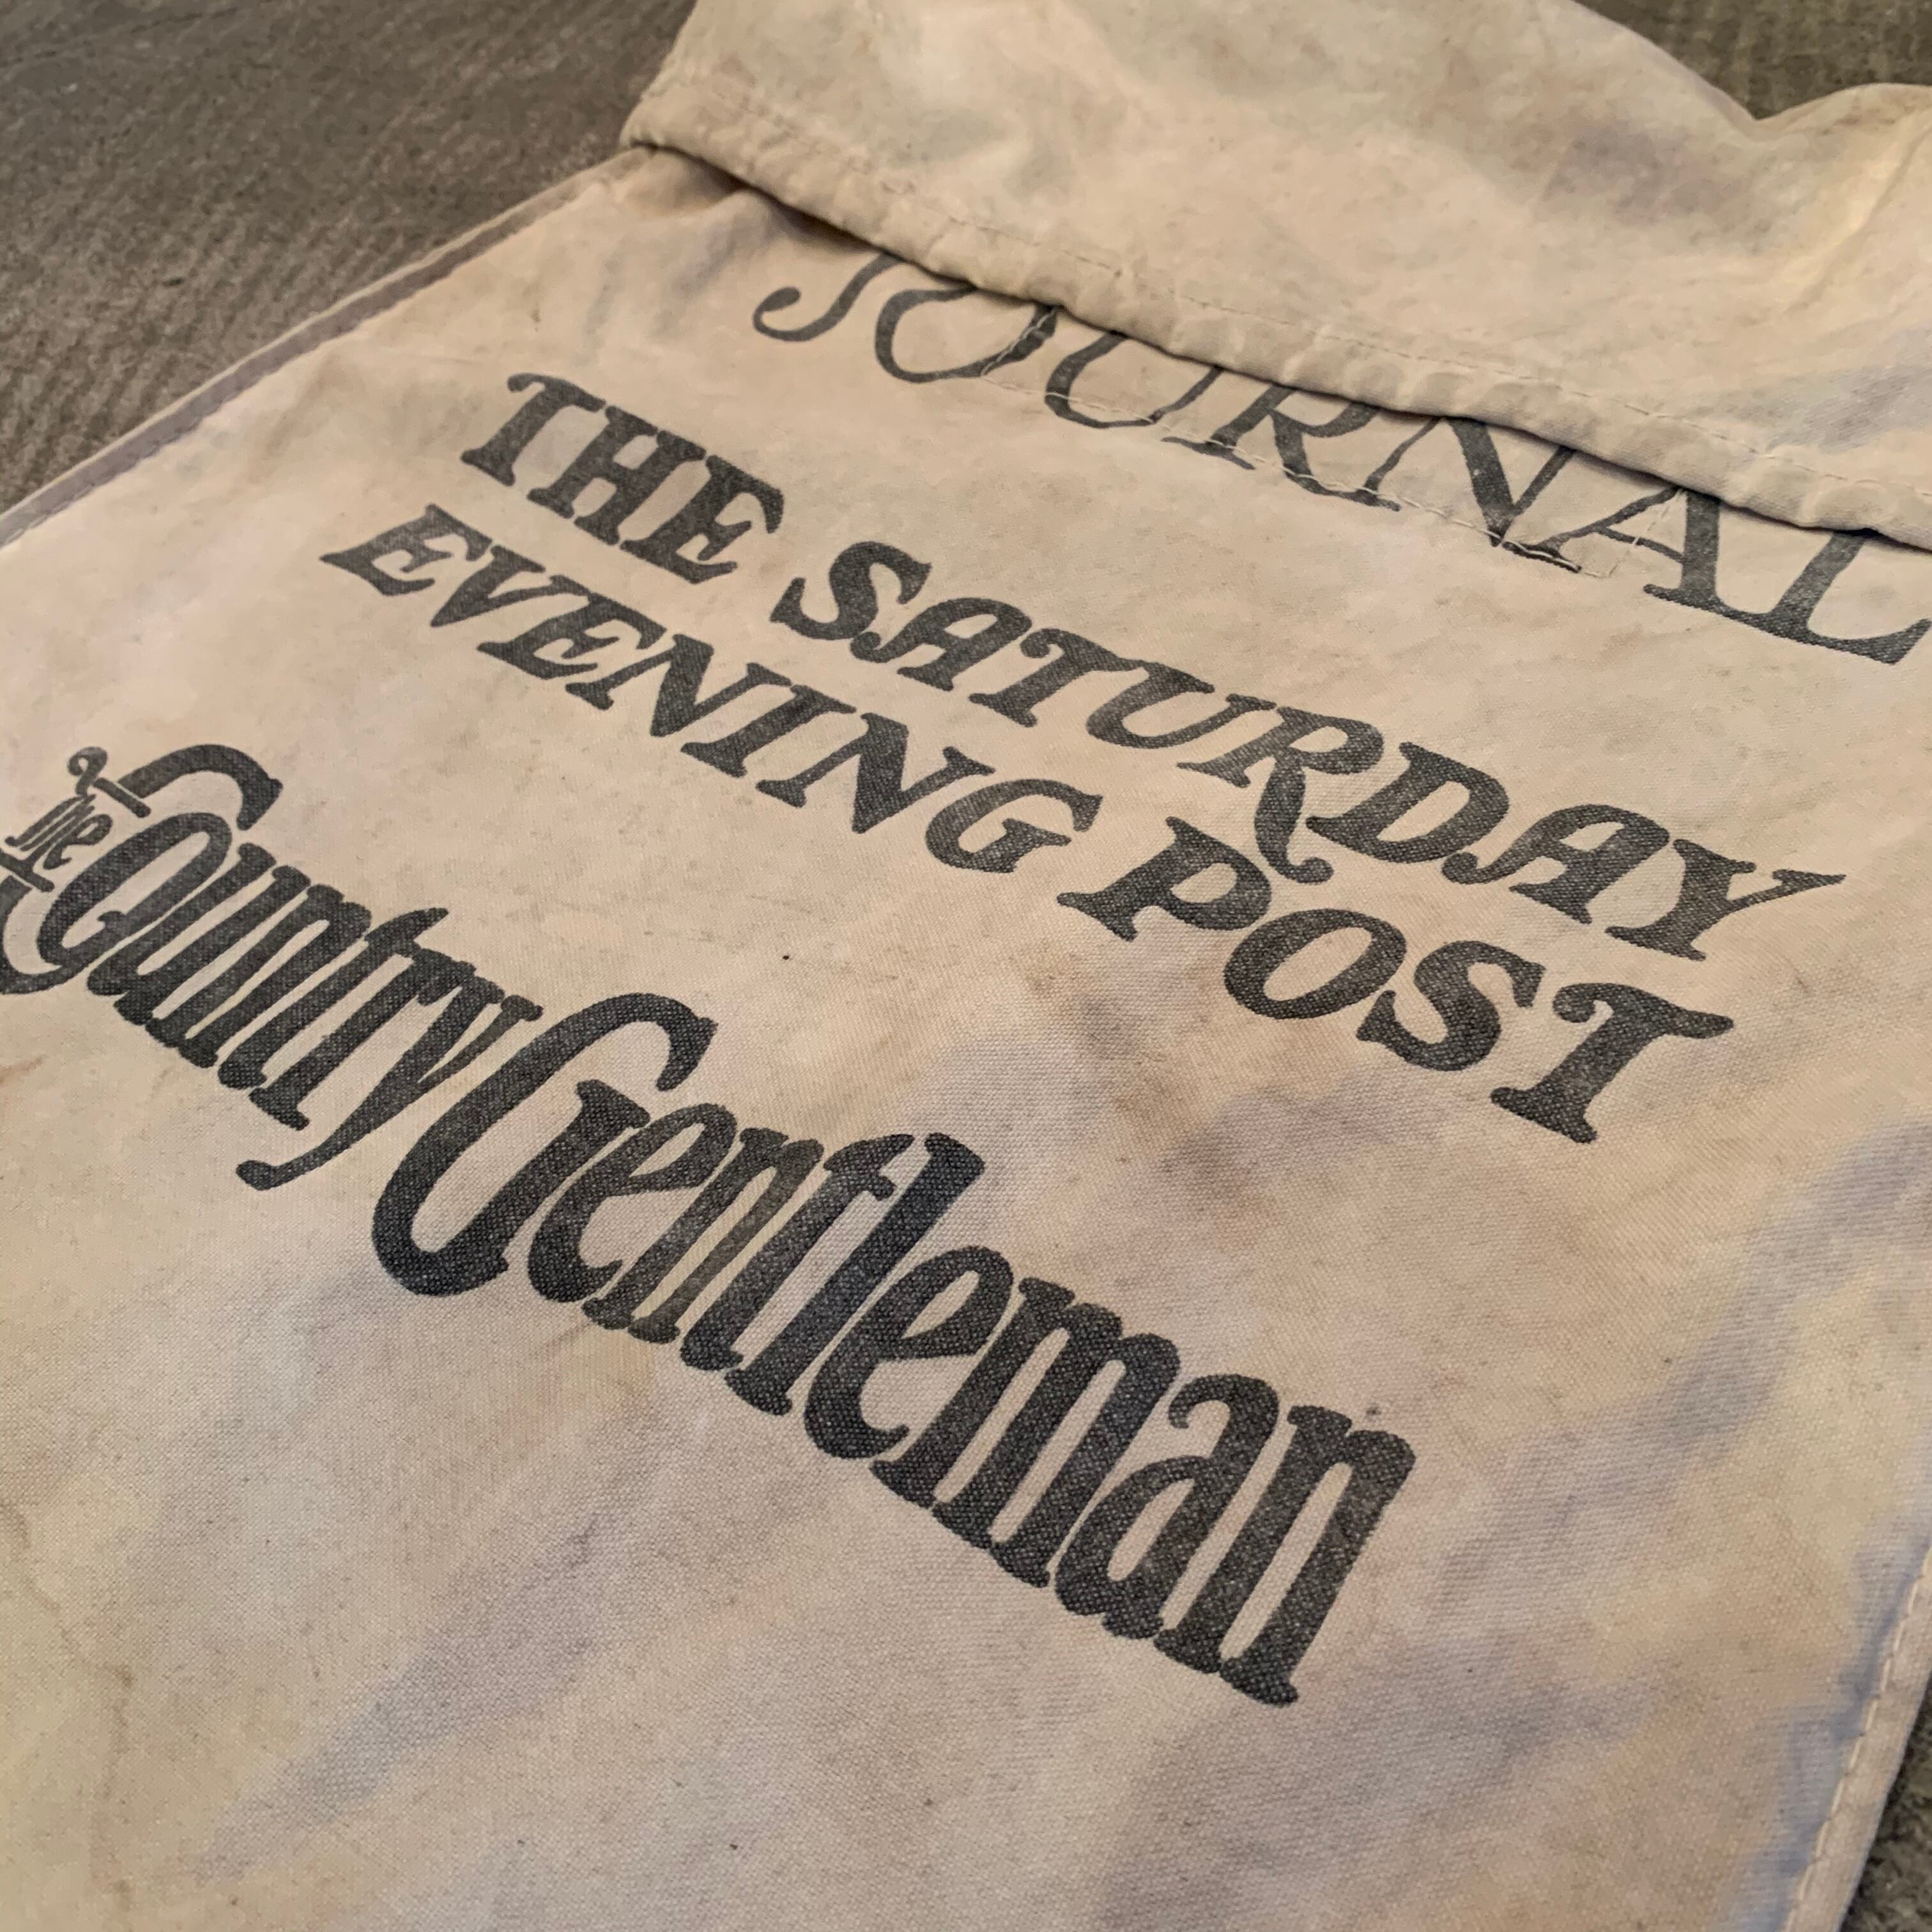 JOURNAL
THE SATURDAY
EVENING POST
The Country Gentleman